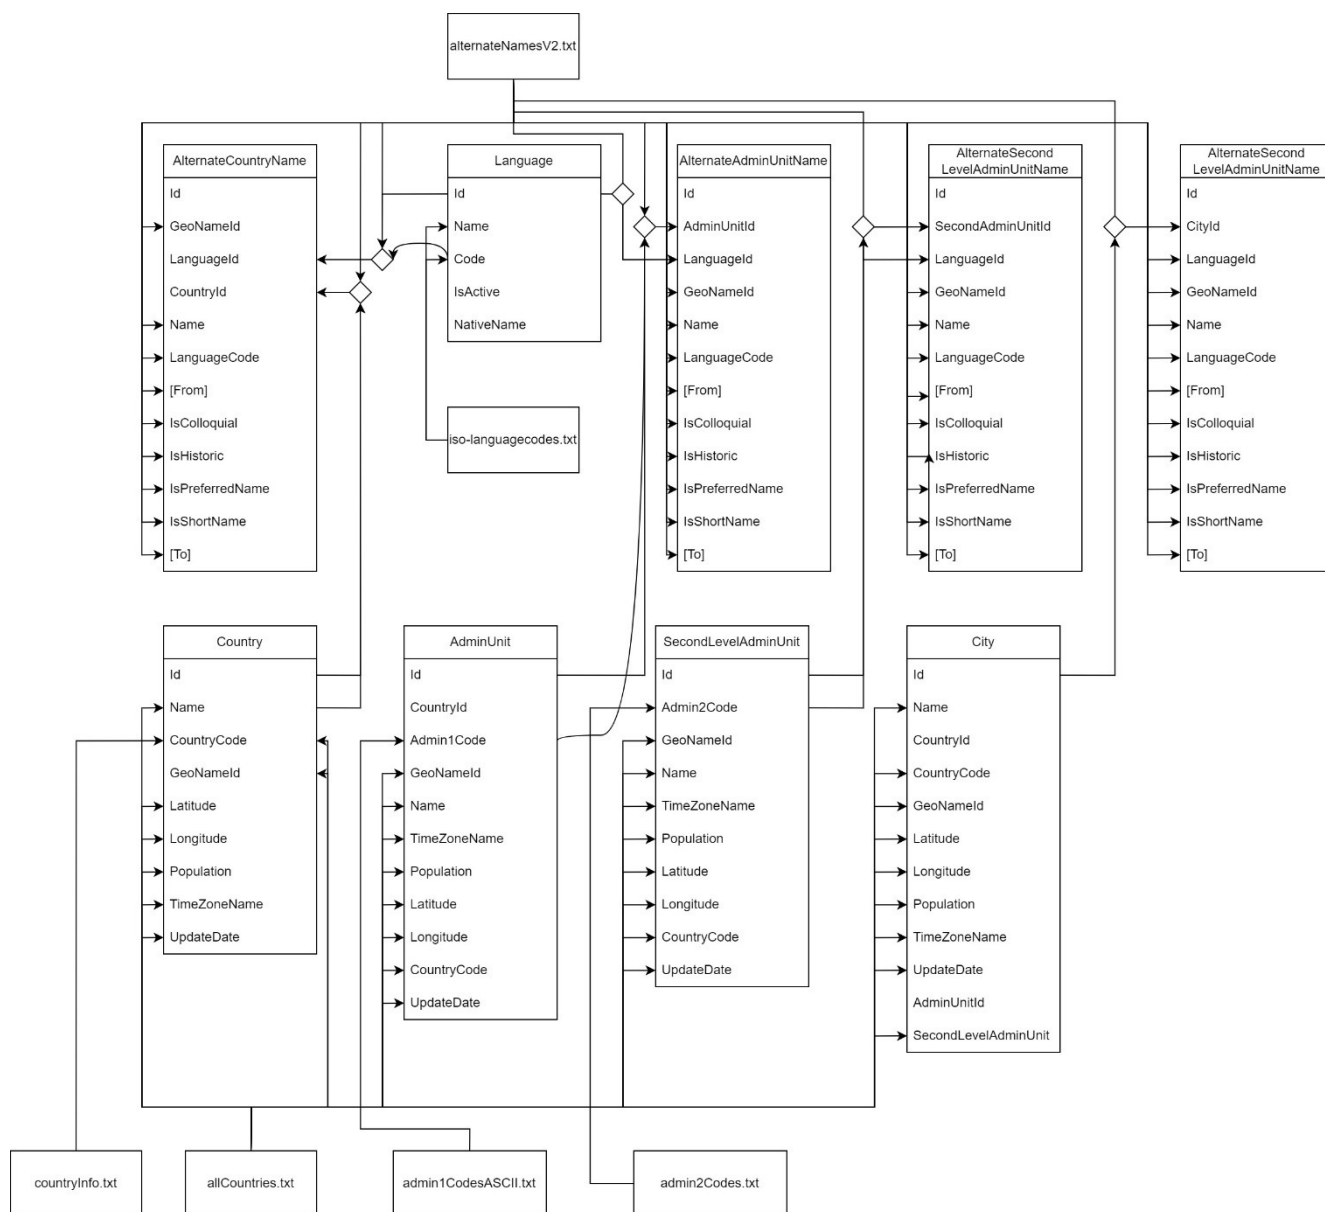 alternateNamesV2.txt
AlternateCountryName
Id
GeoNameId
LanguageId
CountryId
Name
LanguageCode
[From]
IsColloquial
IsHistoric
IsPreferredName
IsShortName
[To]
Language
Id
Name
Code
IsActive
NativeName
iso-languagecodes.txt
AlternateAdminUnitName
Id
AdminUnitId
LanguageId
GeoNameId
Name
LanguageCode
[From]
IsColloquial
IsHistoric
IsPreferredName
IsShortName
[To]
AlternateSecond
LevelAdminUnitName
Id
SecondAdminUnitId
LanguageId
GeoNameId
Name
LanguageCode
[From]
IsColloquial
IsHistoric
IsPreferredName
IsShortName
[To]
AlternateSecond
LevelAdminUnitName
Id
CityId
LanguageId
GeoNameId
Name
LanguageCode
[From]
IsColloquial
IsHistoric
IsPreferredName
IsShortName
[To]
Country
Id
Name
CountryCode
GeoNameId
Latitude
Longitude
Population
TimeZoneName
UpdateDate
AdminUnit
Id
CountryId
Admin1Code
GeoNameId
Name
TimeZoneName
Population
Latitude
Longitude
CountryCode
UpdateDate
SecondLevelAdminUnit
Id
Admin2Code
GeoNameId
Name
TimeZoneName
Population
Latitude
Longitude
CountryCode
UpdateDate
City
Id
Name
CountryId
CountryCode
GeoNameId
Latitude
Longitude
Population
TimeZoneName
UpdateDate
AdminUnitId
SecondLevelAdminUnit
countryInfo.txt
allCountries.txt
admin1CodesASCII.txt
admin2Codes.txt